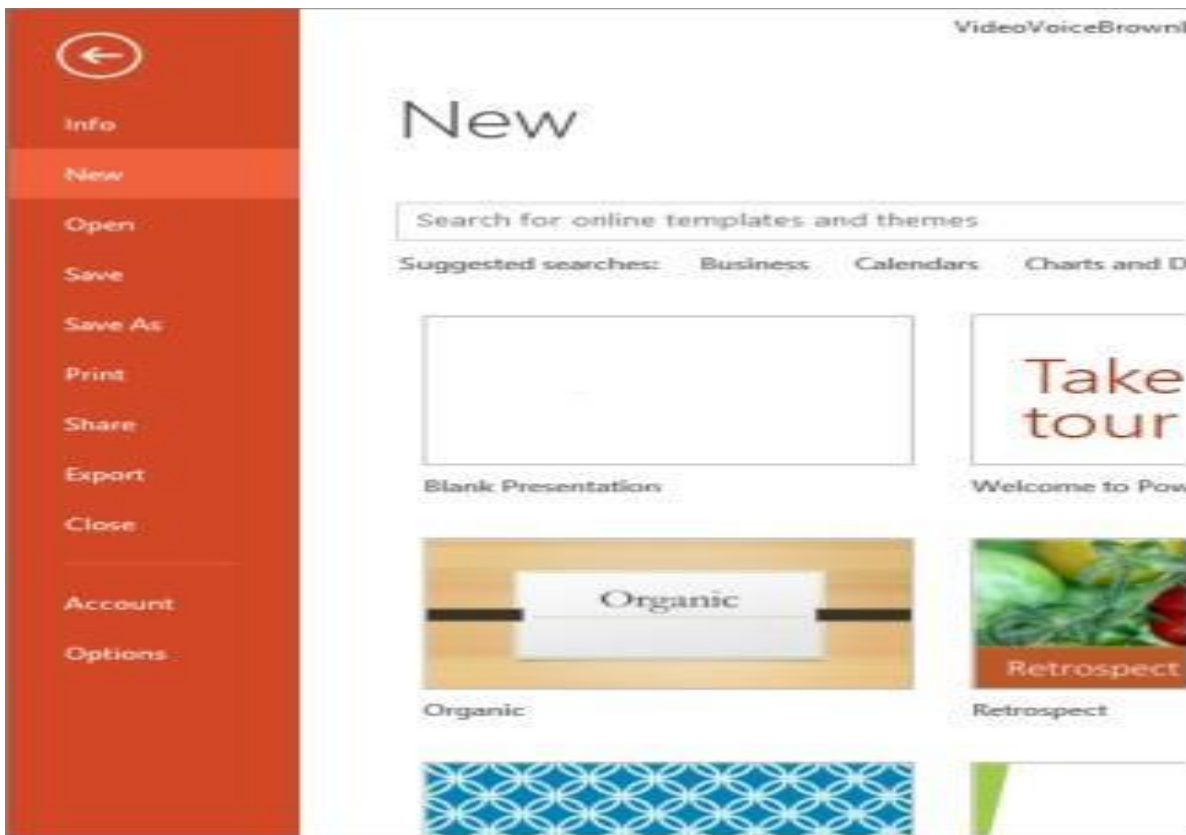 VideoVoiceBrown
Info
New
Open
Save
Save As
Print
Share
Export
Close
Account
Options
New
Search for online templates and themes
Suggested searches: Business Calendars Charts and D
Take
tour
Blank Presentation
Welcome to Pow
Organic
Retrospect
Organic
Retrospect